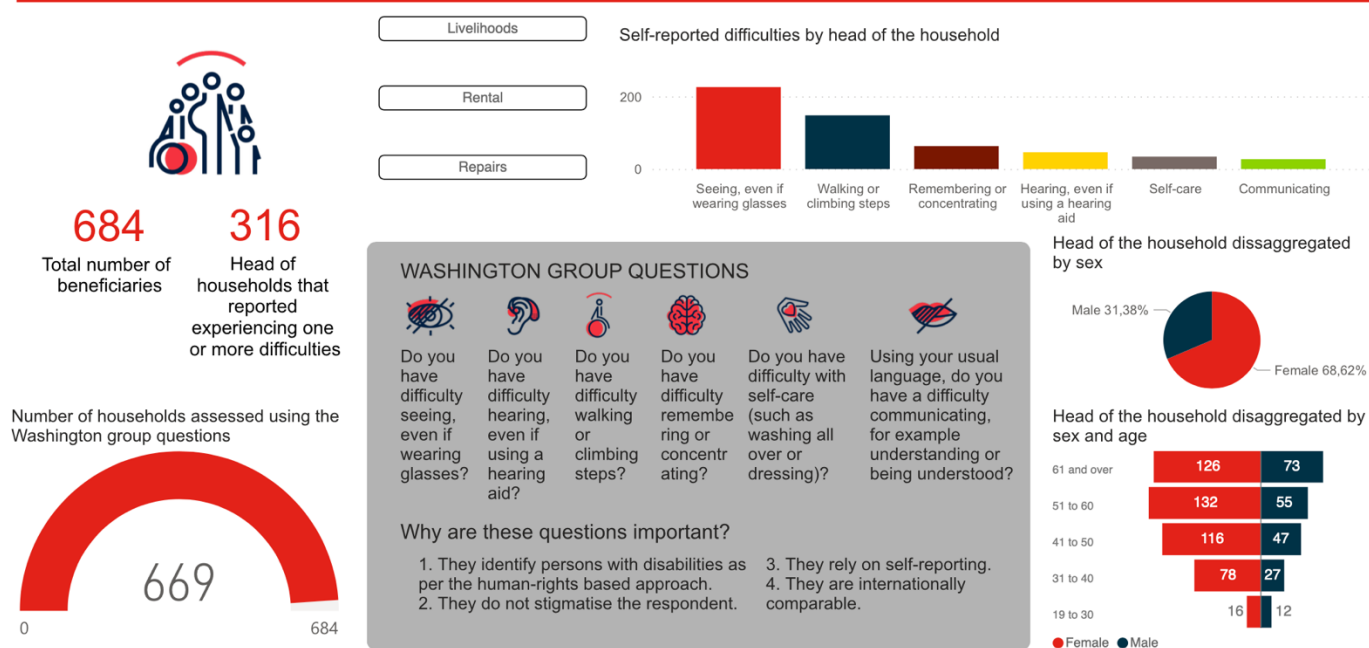 Livelihoods
Rental
Repairs
684
Total number of
beneficiaries
316
Head of
households that
reported
experiencing one
or more difficulties
Number of households assessed using the
Washington group questions
669
0
684
Self-reported difficulties by head of the household
200
0
Seeing, even if
wearing glasses
Walking or
climbing steps
Remembering or
concentrating
Hearing, even if
using a hearing
aid
Self-care
Communicating
WASHINGTON GROUP QUESTIONS
Do you
have
difficulty
seeing,
even if
wearing
glasses?
Do you
have
difficulty
hearing,
even if
using a
hearing
aid?
Do you
have
difficulty
walking
or
climbing
steps?
Do you
have
difficulty
remembe
ring or
concentr
ating?
Do you have
difficulty with
self-care
(such as
washing all
over or
dressing)?
Using your usual
language, do you
have a difficulty
communicating,
for example
understanding or
being understood?
Why are these questions important?
1. They identify persons with disabilities as
per the human-rights based approach.
2. They do not stigmatise the respondent.
3. They rely on self-reporting.
4. They are internationally
comparable.
Head of the household dissaggregated
by sex
Male 31,38%
Female 68,62%
Head of the household disaggregated by
sex and age
61 and over
126
73
51 to 60
132
55
41 to 50
116
47
31 to 40
78
27
19 to 30
16
12
Female
Male